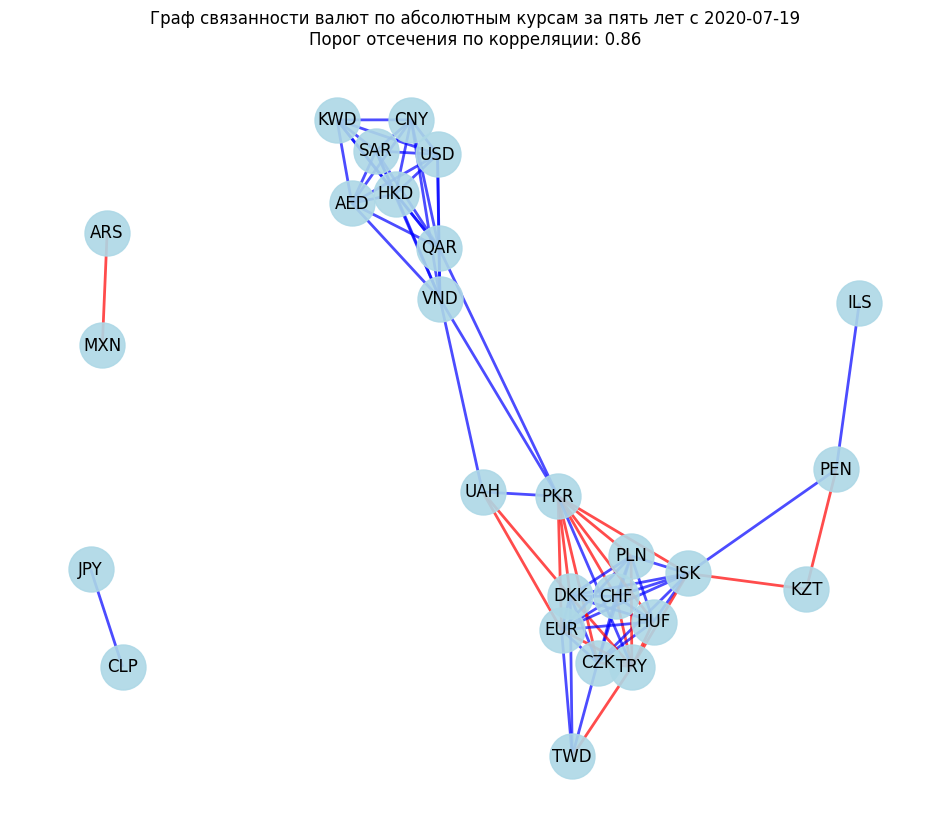 Граф связанности валют по абсолютным курсам за пять лет с 2020-07-19
Порог отсечения по корреляции: 0.86
KWD
CNY
SAR
USD
HKD
AED
ARS
QAR
VND
ILS
MXN
PEN
UAH
PKR
PLN
JPY
ISK
KZT
DKK
CHF
HUF
EUR
CZK
TRY
CLP
TWD